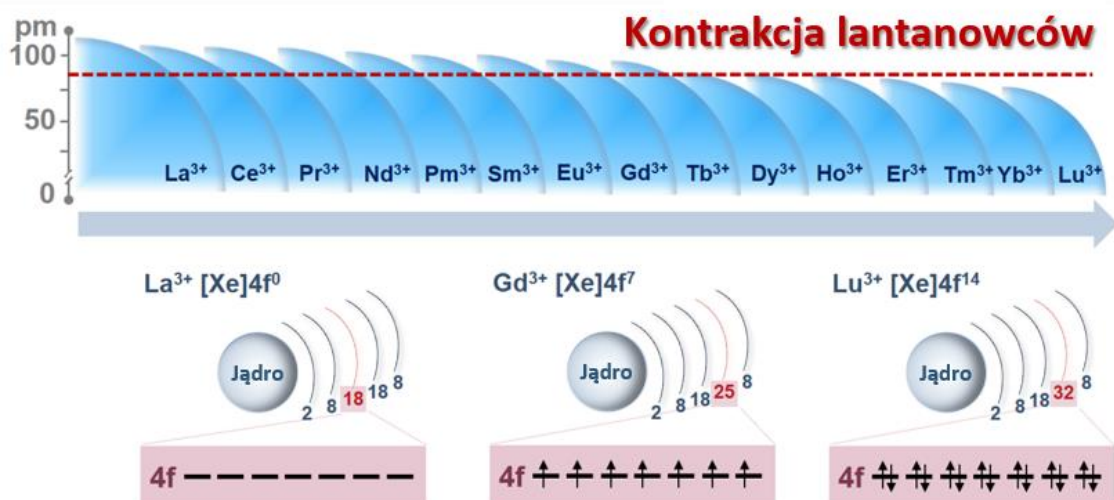 pm
Kontrakcja lantanowców
100
50
0
La³⁺ Ce³⁺ Pr³⁺ Nd³⁺ Pm³⁺ Sm³⁺ Eu³⁺ Gd³⁺ Tb³⁺ Dy³⁺ Ho³⁺ Er³⁺ Tm³⁺ Yb³⁺ Lu³⁺
La³⁺ [Xe]4f⁰
Jądro
2 8 18 18 8
4f
Gd³⁺ [Xe]4f⁷
Jądro
2 8 18 25 8
4f
Lu³⁺ [Xe]4f¹⁴
Jądro
2 8 18 32 8
4f